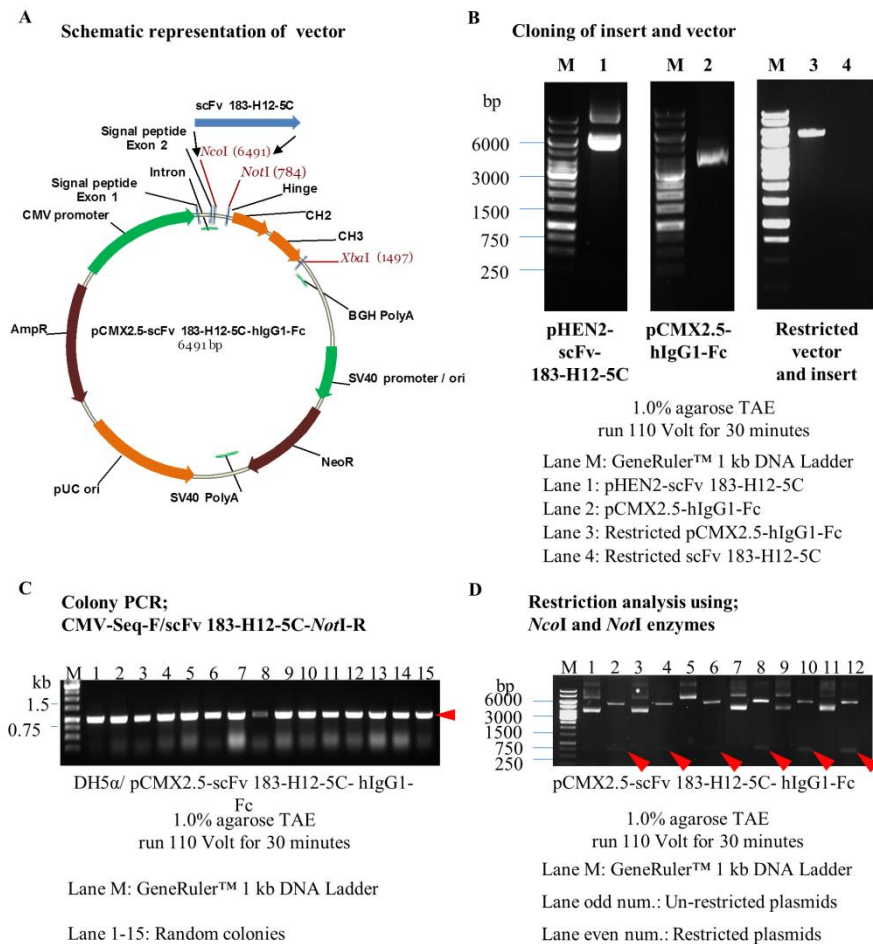 A
Schematic representation of vector
scFv 183-H12-5C
Signal peptide
Exon 2
NcoI (6491)
NotI (784)
Intron
Hinge
Signal peptide
Exon 1
CH2
CMV promoter
CH3
XbaI (1497)
BGH PolyA
AmpR
pCMX2.5-scFv 183-H12-5C-hIgG1-Fc
6491 bp
SV40 promoter / ori
NeoR
pUC ori
SV40 PolyA
B
Cloning of insert and vector
M 1
M 2
M 3 4
bp
6000
3000
1500
750
250
pHEN2-
scFv-
183-H12-5C
pCMX2.5-
hIgG1-Fc
Restricted
vector
and insert
1.0% agarose TAE
run 110 Volt for 30 minutes
Lane M: GeneRuler™ 1 kb DNA Ladder
Lane 1: pHEN2-scFv 183-H12-5C
Lane 2: pCMX2.5-hIgG1-Fc
Lane 3: Restricted pCMX2.5-hIgG1-Fc
Lane 4: Restricted scFv 183-H12-5C
C
Colony PCR;
CMV-Seq-F/scFv 183-H12-5C-NotI-R
M 1 2 3 4 5 6 7 8 9 10 11 12 13 14 15
kb
1.5
0.75
DH5α/ pCMX2.5-scFv 183-H12-5C- hIgG1-
Fc
1.0% agarose TAE
run 110 Volt for 30 minutes
Lane M: GeneRuler™ 1 kb DNA Ladder
Lane 1-15: Random colonies
D
Restriction analysis using;
NcoI and NotI enzymes
M 1 2 3 4 5 6 7 8 9 10 11 12
bp
6000
3000
1500
750
250
pCMX2.5-scFv 183-H12-5C- hIgG1-Fc
1.0% agarose TAE
run 110 Volt for 30 minutes
Lane M: GeneRuler™ 1 kb DNA Ladder
Lane odd num.: Un-restricted plasmids
Lane even num.: Restricted plasmids